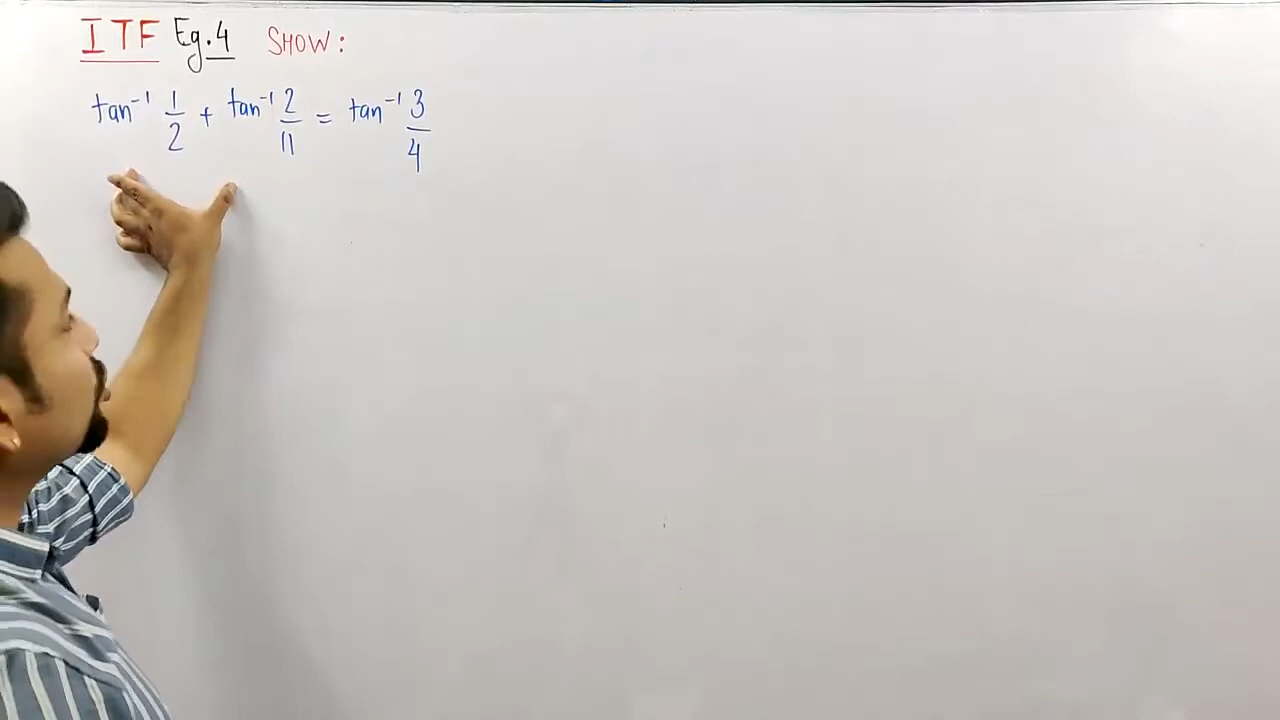 ITF Eg.4 SHOW:
tan⁻¹ 1/2 + tan⁻¹ 2/11 = tan⁻¹ 3/4